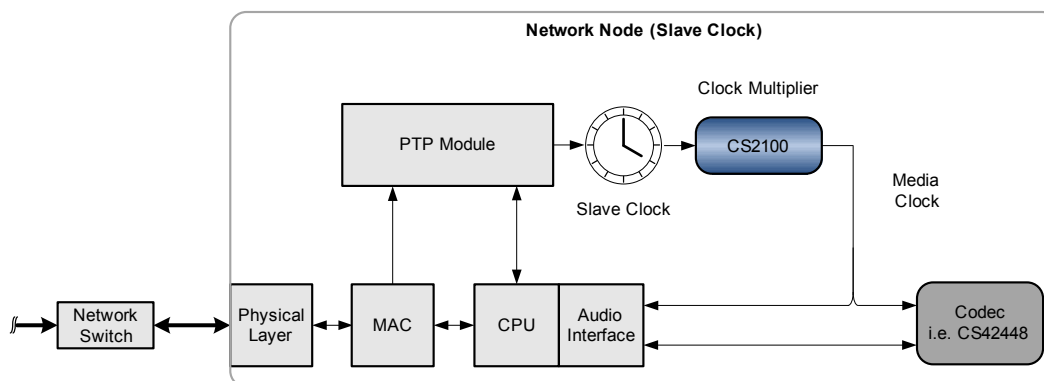 Network Node (Slave Clock)
Clock Multiplier
PTP Module
CS2100
Slave Clock
Media
Clock
Network
Switch
Physical
Layer
MAC
CPU
Audio
Interface
Codec
i.e. CS42448